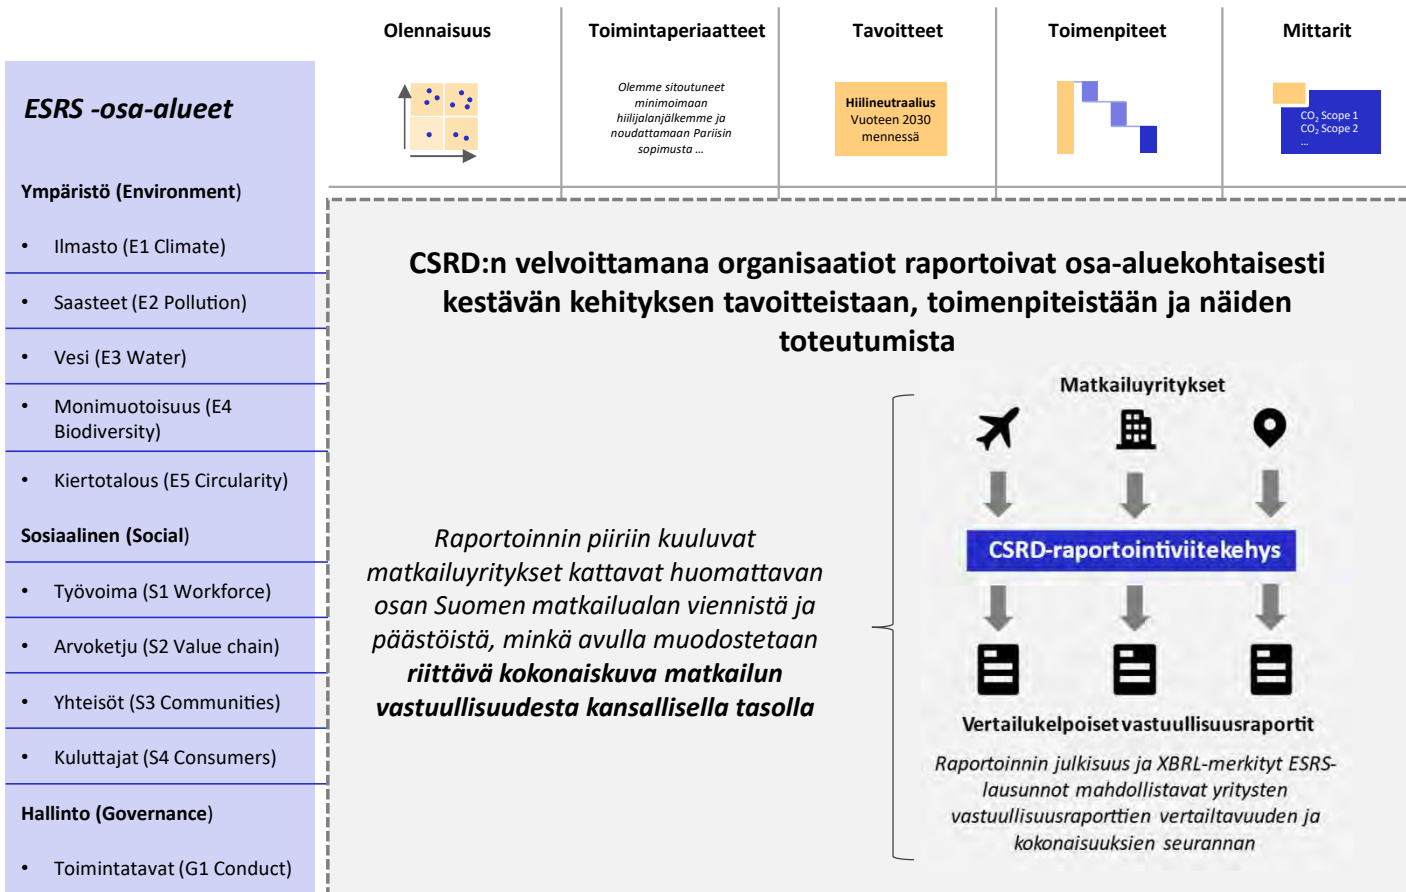 Olennaisuus
Toimintaperiaatteet
Tavoitteet
Toimenpiteet
Mittarit
Olemme sitoutuneet
minimoimaan
hiilijalanjälkemme ja
noudattamaan Pariisin
sopimusta ...
Hiilineutraalius
Vuoteen 2030
mennessä
CO₂ Scope 1
CO₂ Scope 2
...
ESRS -osa-alueet
Ympäristö (Environment)
• Ilmasto (E1 Climate)
• Saasteet (E2 Pollution)
• Vesi (E3 Water)
• Monimuotoisuus (E4
Biodiversity)
• Kiertotalous (E5 Circularity)
Sosiaalinen (Social)
• Työvoima (S1 Workforce)
• Arvoketju (S2 Value chain)
• Yhteisöt (S3 Communities)
• Kuluttajat (S4 Consumers)
Hallinto (Governance)
• Toimintatavat (G1 Conduct)
CSRD:n velvoittamana organisaatiot raportoivat osa-aluekohtaisesti
kestävän kehityksen tavoitteistaan, toimenpiteistään ja näiden
toteutumista
Raportoinnin piiriin kuuluvat
matkailuyritykset kattavat huomattavan
osan Suomen matkailualan viennistä ja
päästöistä, minkä avulla muodostetaan
riittävä kokonaiskuva matkailun
vastuullisuudesta kansallisella tasolla
Matkailuyritykset
CSRD-raportointiviitekehys
Vertailukelpoiset vastuullisuusraportit
Raportoinnin julkisuus ja XBRL-merkityt ESRS-
lausunnot mahdollistavat yritysten
vastuullisuusraporttien vertailtavuuden ja
kokonaisuuksien seurannan